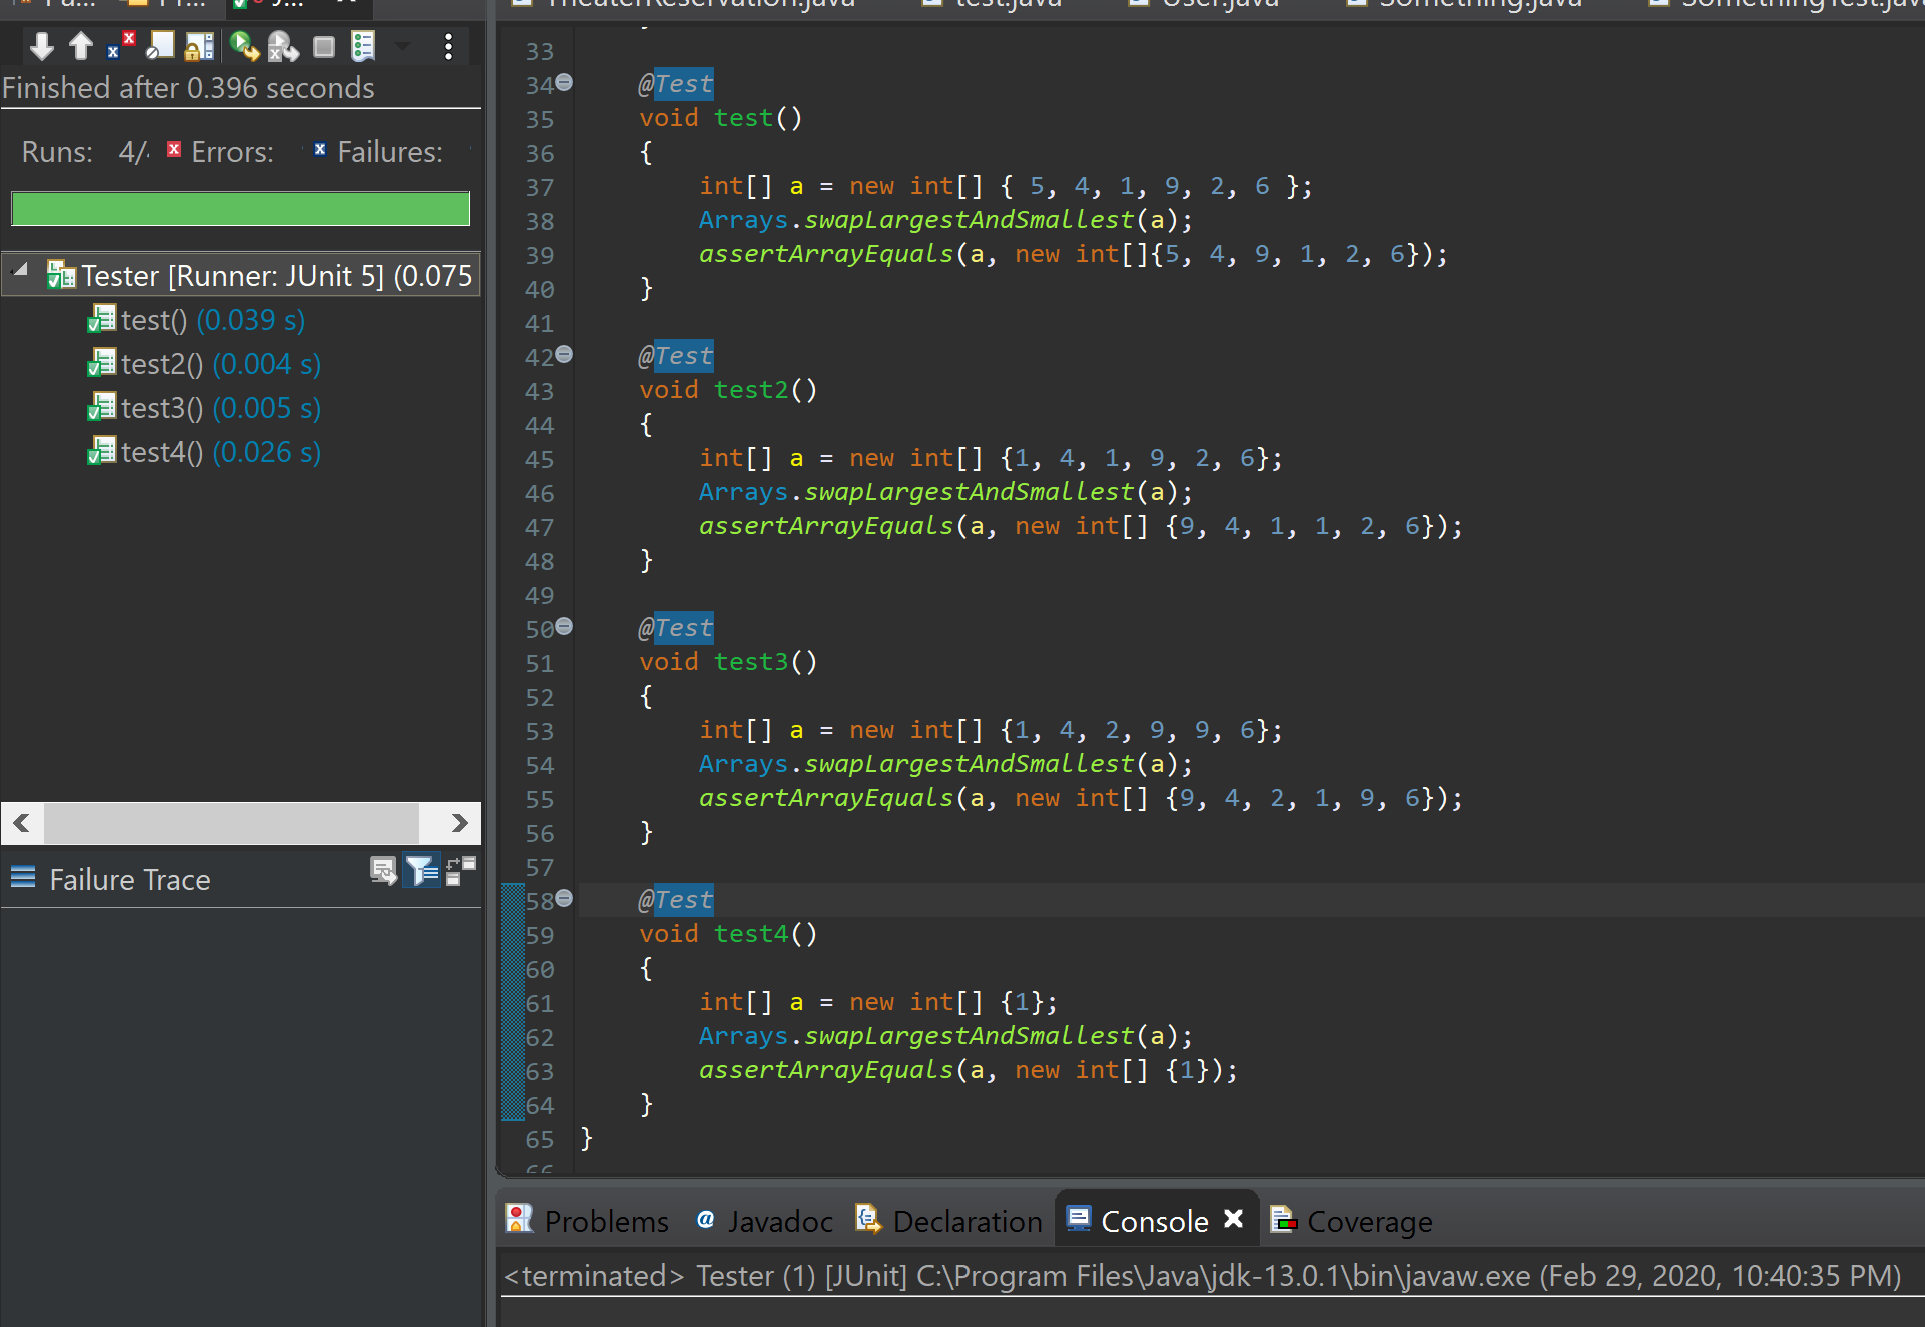 TheaterReservation.java test.java User.java Something.java
Finished after 0.396 seconds
Runs: 4/ Errors: Failures:
Tester [Runner: JUnit 5] (0.075
test() (0.039 s)
test2() (0.004 s)
test3() (0.005 s)
test4() (0.026 s)
Failure Trace
33
34 @Test
35 void test()
36 {
37 int[] a = new int[] { 5, 4, 1, 9, 2, 6 };
38 Arrays.swapLargestAndSmallest(a);
39 assertArrayEquals(a, new int[]{5, 4, 9, 1, 2, 6});
40 }
41
42 @Test
43 void test2()
44 {
45 int[] a = new int[] {1, 4, 1, 9, 2, 6};
46 Arrays.swapLargestAndSmallest(a);
47 assertArrayEquals(a, new int[] {9, 4, 1, 1, 2, 6});
48 }
49
50 @Test
51 void test3()
52 {
53 int[] a = new int[] {1, 4, 2, 9, 9, 6};
54 Arrays.swapLargestAndSmallest(a);
55 assertArrayEquals(a, new int[] {9, 4, 2, 1, 9, 6});
56 }
57
58 @Test
59 void test4()
60 {
61 int[] a = new int[] {1};
62 Arrays.swapLargestAndSmallest(a);
63 assertArrayEquals(a, new int[] {1});
64 }
65 }
66
Problems Javadoc Declaration Console Coverage
<terminated> Tester (1) [JUnit] C:\Program Files\Java\jdk-13.0.1\bin\javaw.exe (Feb 29, 2020, 10:40:35 PM)